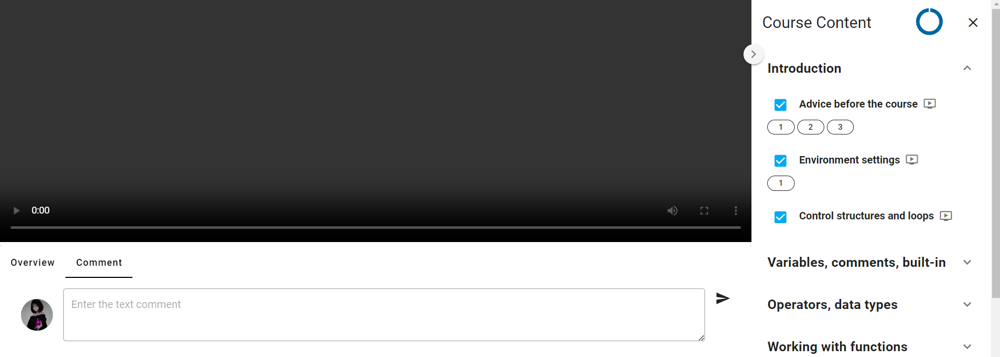 Course Content
Introduction
Advice before the course
1 2 3
Environment settings
1
Control structures and loops
Variables, comments, built-in
Operators, data types
Working with functions
0:00
Overview Comment
Enter the text comment